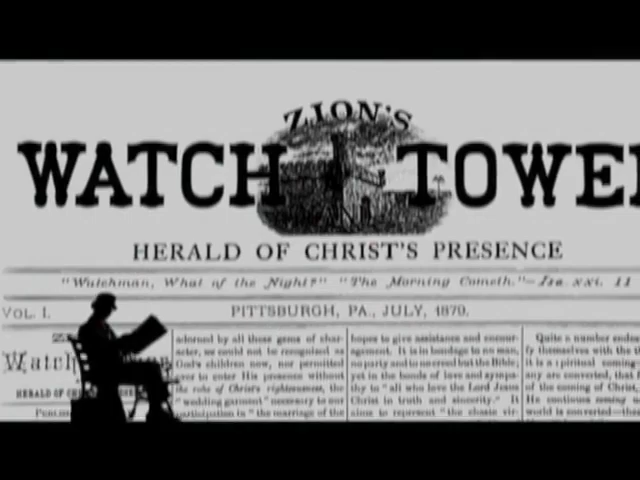 ZION'S
WATCH TOWE
HERALD OF CHRIST'S PRESENCE
"Watchman, What of the Night?" "The Morning Cometh."—Isa. xxi. 11
VOL. I.
PITTSBURGH, PA., JULY, 1879.
Watch
HERALD OF CH
adorned by all those gems of char-
acter, we could not be recognized as
God's children now, nor permitted
ever to enter His presence without
the robe of Christ's righteousness, the
"wedding garment" necessary to our
participation in "the marriage of the
hopes to give assistance and encour-
agement. It is in bondage to no man,
no party and to no creed but the Bible;
yet in the bonds of love and sympa-
thy to "all who love the Lord Jesus
Christ in truth and sincerity." It
aims to represent "the chaste vir-
Quite a number endea
fy themselves with the
it is a spiritual coming
any are converted, that
of the coming of Christ,
He continues coming
world is converted—the